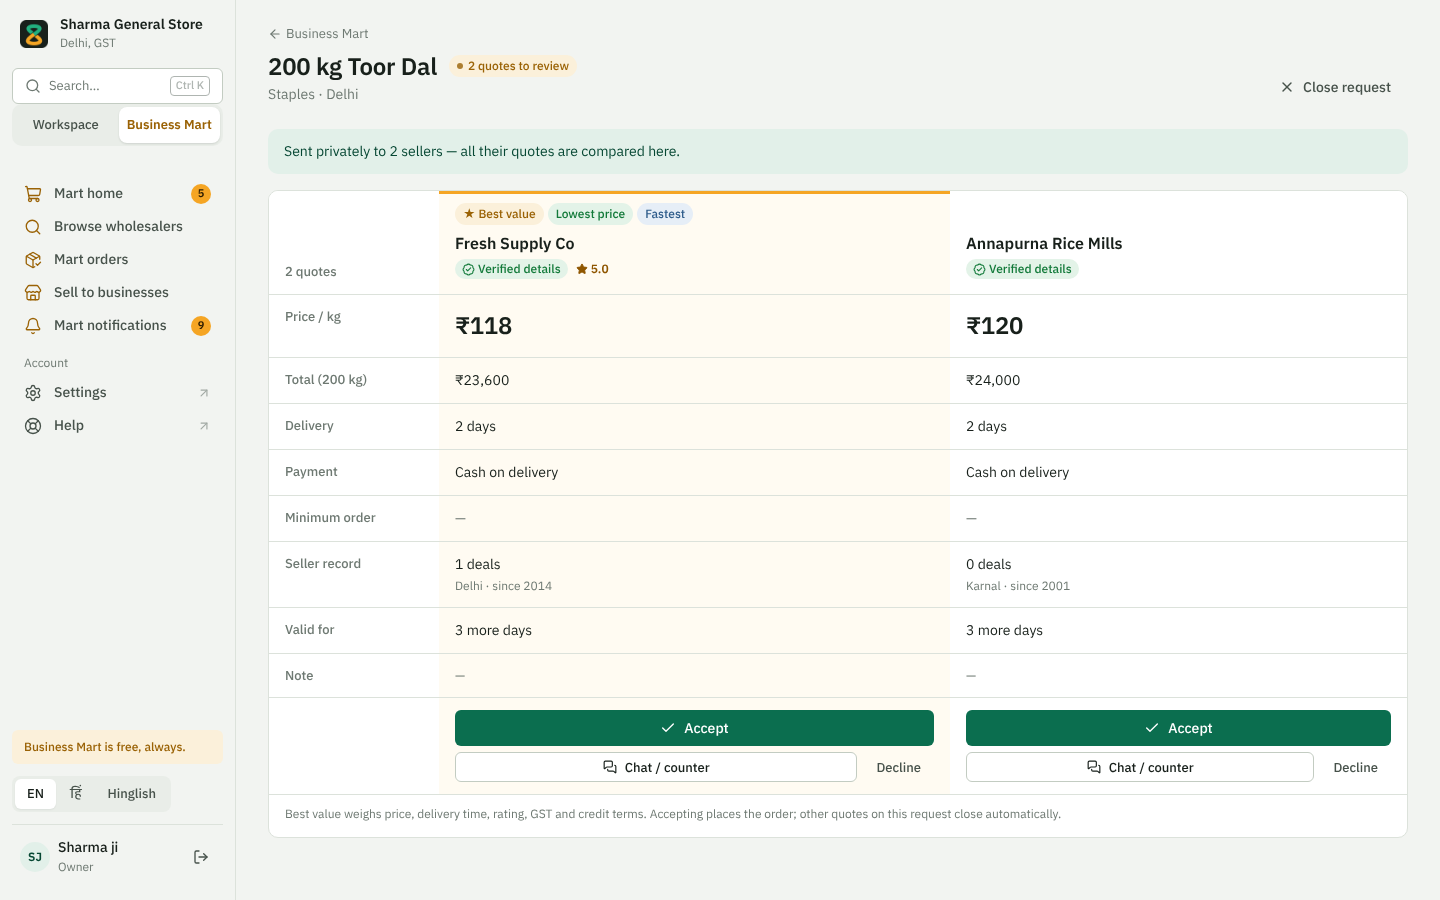 Sharma General Store
Delhi, GST
Search...
Ctrl K
Workspace
Business Mart
Mart home
5
Browse wholesalers
Mart orders
Sell to businesses
Mart notifications
9
Account
Settings
Help
Business Mart is free, always.
EN
हिं
Hinglish
SJ
Sharma ji
Owner
← Business Mart
200 kg Toor Dal
2 quotes to review
Staples · Delhi
Close request
Sent privately to 2 sellers — all their quotes are compared here.
2 quotes
★ Best value
Lowest price
Fastest
Fresh Supply Co
Verified details
★ 5.0
Annapurna Rice Mills
Verified details
Price / kg
₹118
₹120
Total (200 kg)
₹23,600
₹24,000
Delivery
2 days
2 days
Payment
Cash on delivery
Cash on delivery
Minimum order
—
—
Seller record
1 deals
Delhi · since 2014
0 deals
Karnal · since 2001
Valid for
3 more days
3 more days
Note
—
—
Accept
Accept
Chat / counter
Decline
Chat / counter
Decline
Best value weighs price, delivery time, rating, GST and credit terms. Accepting places the order; other quotes on this request close automatically.